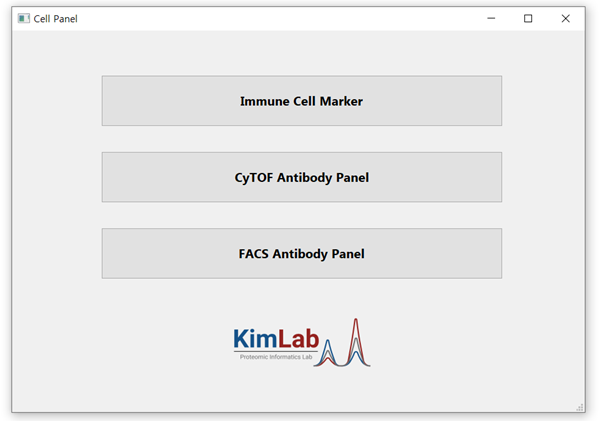 Cell Panel
Immune Cell Marker
CyTOF Antibody Panel
FACS Antibody Panel
KimLab
Proteomic Informatics Lab